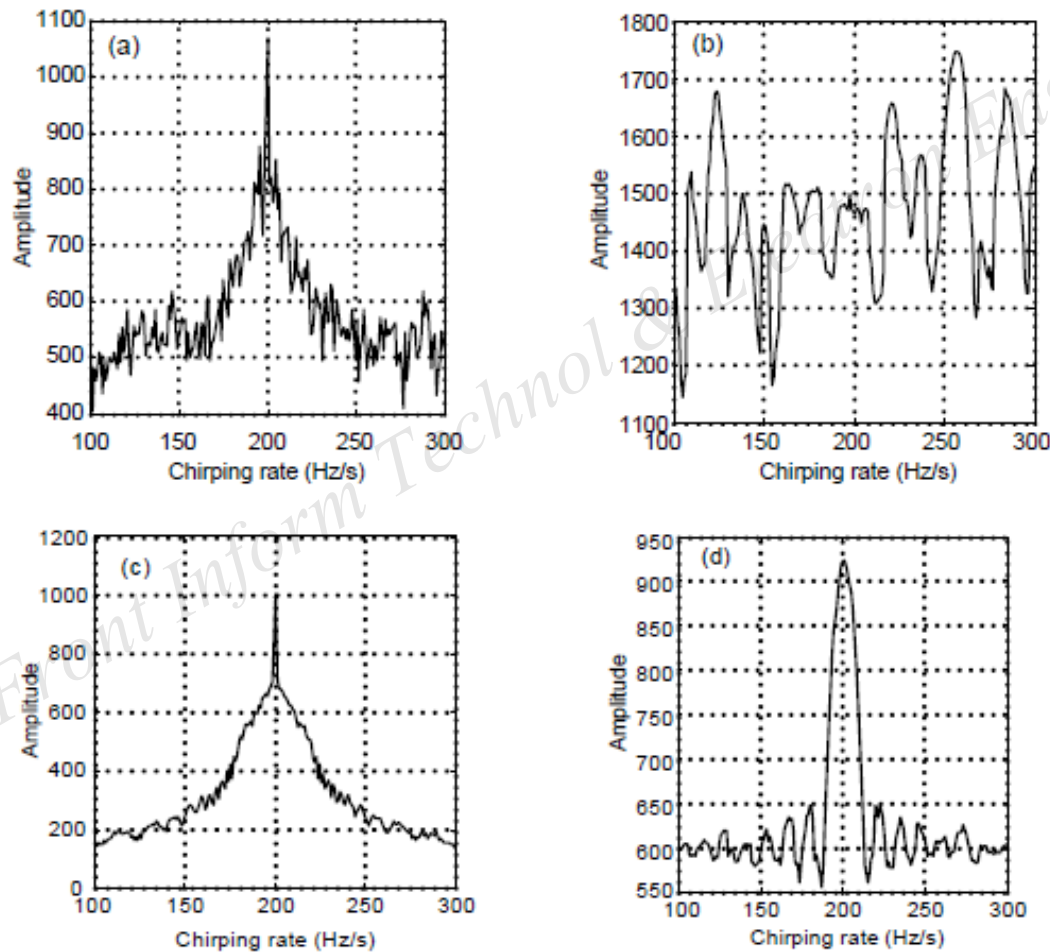 (a)
1100
1000
900
800
700
600
500
400
Amplitude
100 150 200 250 300
Chirping rate (Hz/s)
(b)
1800
1700
1600
1500
1400
1300
1200
1100
Amplitude
100 150 200 250 300
Chirping rate (Hz/s)
(c)
1200
1000
800
600
400
200
0
Amplitude
100 150 200 250 300
Chirping rate (Hz/s)
(d)
950
900
850
800
750
700
650
600
550
Amplitude
100 150 200 250 300
Chirping rate (Hz/s)
Front Inform Technol & Electron Eng